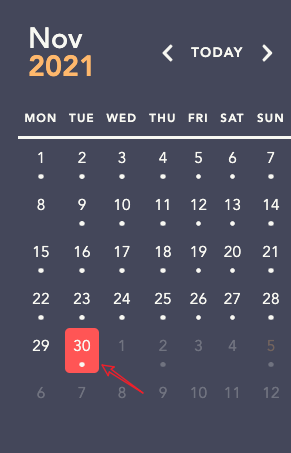 Nov
2021
TODAY
MON TUE WED THU FRI SAT SUN
1 2 3 4 5 6 7
8 9 10 11 12 13 14
15 16 17 18 19 20 21
22 23 24 25 26 27 28
29 30 1 2 3 4 5
6 7 8 9 10 11 12